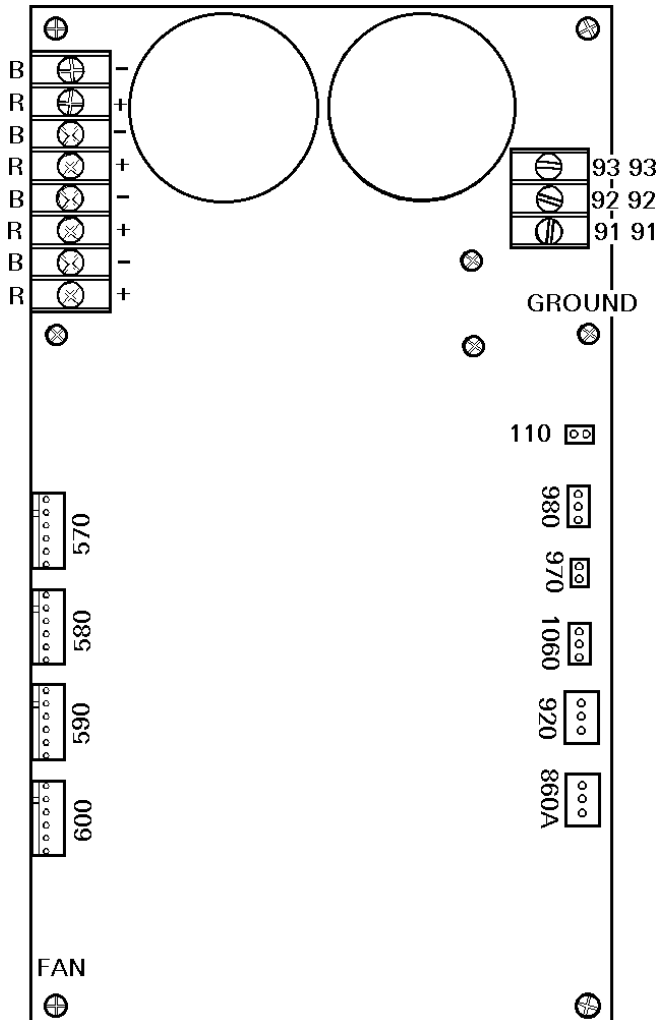 B −
R +
B −
R +
B −
R +
B −
R +
93 93
92 92
91 91
GROUND
110
980
970
1060
920
860A
570
580
590
600
FAN